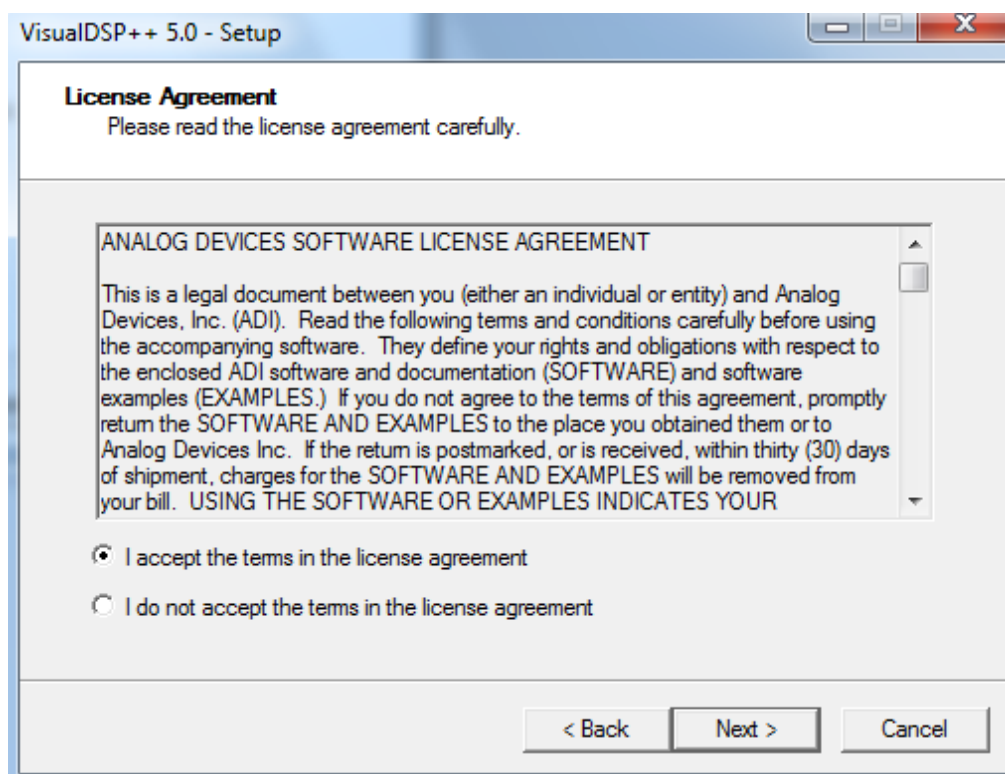 VisualDSP++ 5.0 - Setup
License Agreement
Please read the license agreement carefully.
ANALOG DEVICES SOFTWARE LICENSE AGREEMENT
This is a legal document between you (either an individual or entity) and Analog
Devices, Inc. (ADI).  Read the following terms and conditions carefully before using
the accompanying software.  They define your rights and obligations with respect to
the enclosed ADI software and documentation (SOFTWARE) and software
examples (EXAMPLES.)  If you do not agree to the terms of this agreement, promptly
return the SOFTWARE AND EXAMPLES to the place you obtained them or to
Analog Devices Inc.  If the return is postmarked, or is received, within thirty (30) days
of shipment, charges for the SOFTWARE AND EXAMPLES will be removed from
your bill.  USING THE SOFTWARE OR EXAMPLES INDICATES YOUR
I accept the terms in the license agreement
I do not accept the terms in the license agreement
< Back
Next >
Cancel